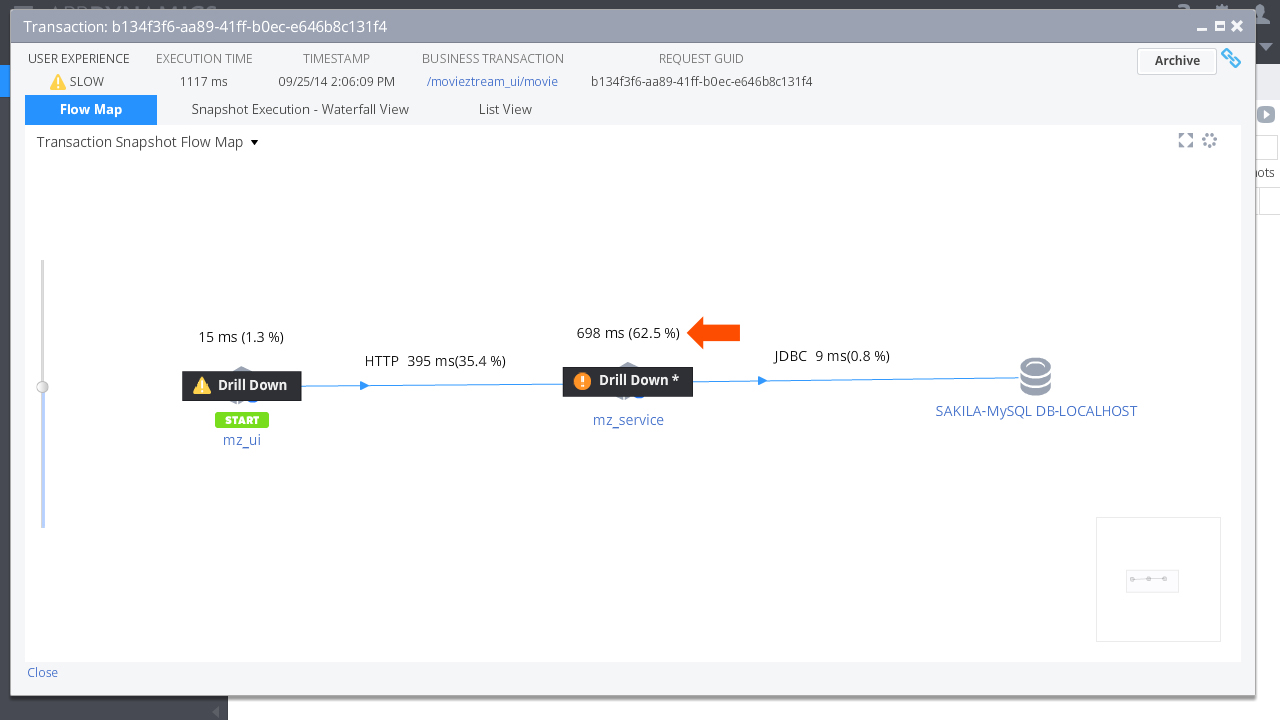 Transaction: b134f3f6-aa89-41ff-b0ec-e646b8c131f4
USER EXPERIENCE EXECUTION TIME TIMESTAMP BUSINESS TRANSACTION REQUEST GUID
SLOW 1117 ms 09/25/14 2:06:09 PM /movieztream_ui/movie b134f3f6-aa89-41ff-b0ec-e646b8c131f4
Archive
Flow Map Snapshot Execution - Waterfall View List View
Transaction Snapshot Flow Map
15 ms (1.3 %)
Drill Down
START
mz_ui
HTTP 395 ms(35.4 %)
698 ms (62.5 %)
Drill Down *
mz_service
JDBC 9 ms(0.8 %)
SAKILA-MySQL DB-LOCALHOST
Close